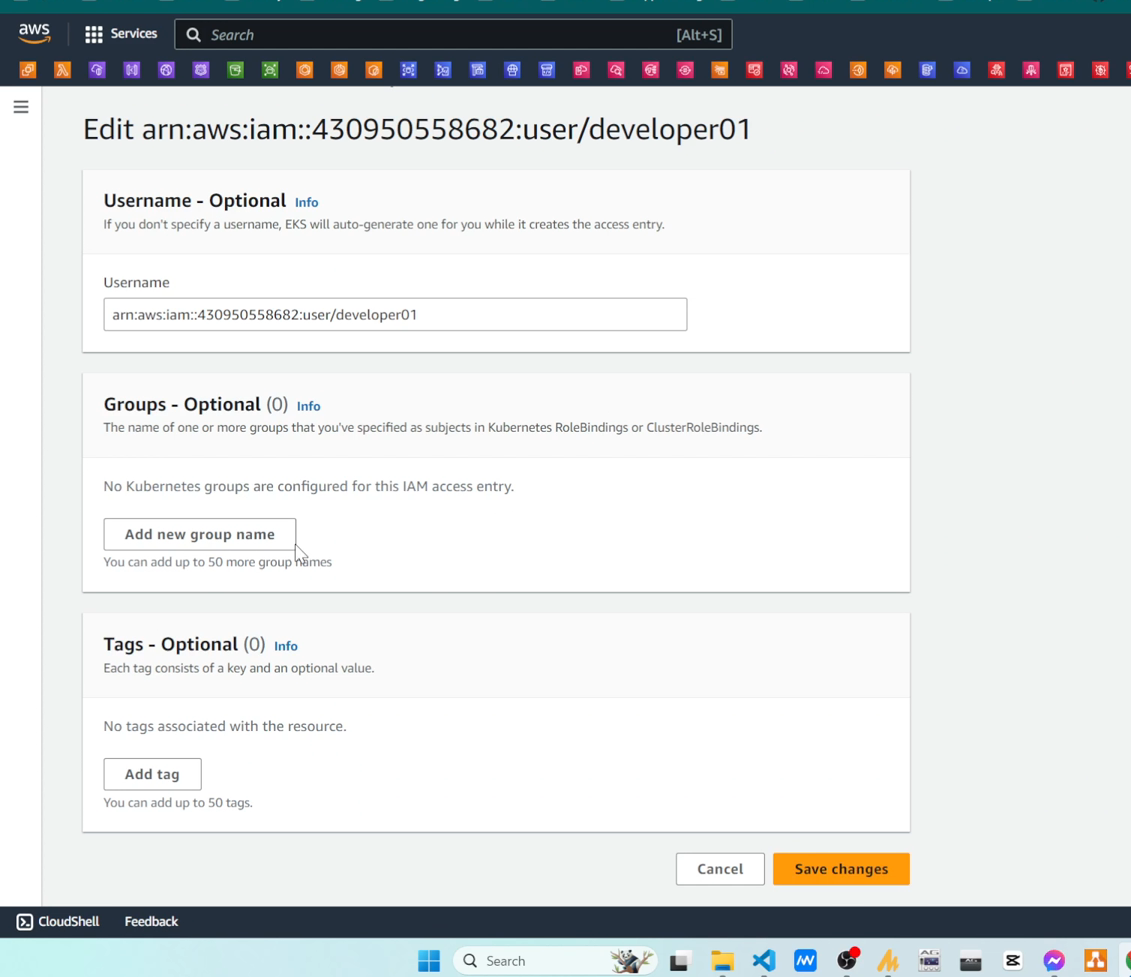 aws
Services
Search
[Alt+S]
Edit arn:aws:iam::430950558682:user/developer01
Username - Optional Info
If you don't specify a username, EKS will auto-generate one for you while it creates the access entry.
Username
arn:aws:iam::430950558682:user/developer01
Groups - Optional (0) Info
The name of one or more groups that you've specified as subjects in Kubernetes RoleBindings or ClusterRoleBindings.
No Kubernetes groups are configured for this IAM access entry.
Add new group name
You can add up to 50 more group names
Tags - Optional (0) Info
Each tag consists of a key and an optional value.
No tags associated with the resource.
Add tag
You can add up to 50 tags.
Cancel
Save changes
CloudShell
Feedback
Search